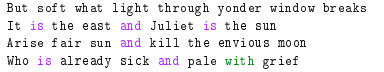 But soft what light through yonder window breaks
It is the east and Juliet is the sun
Arise fair sun and kill the envious moon
Who is already sick and pale with grief